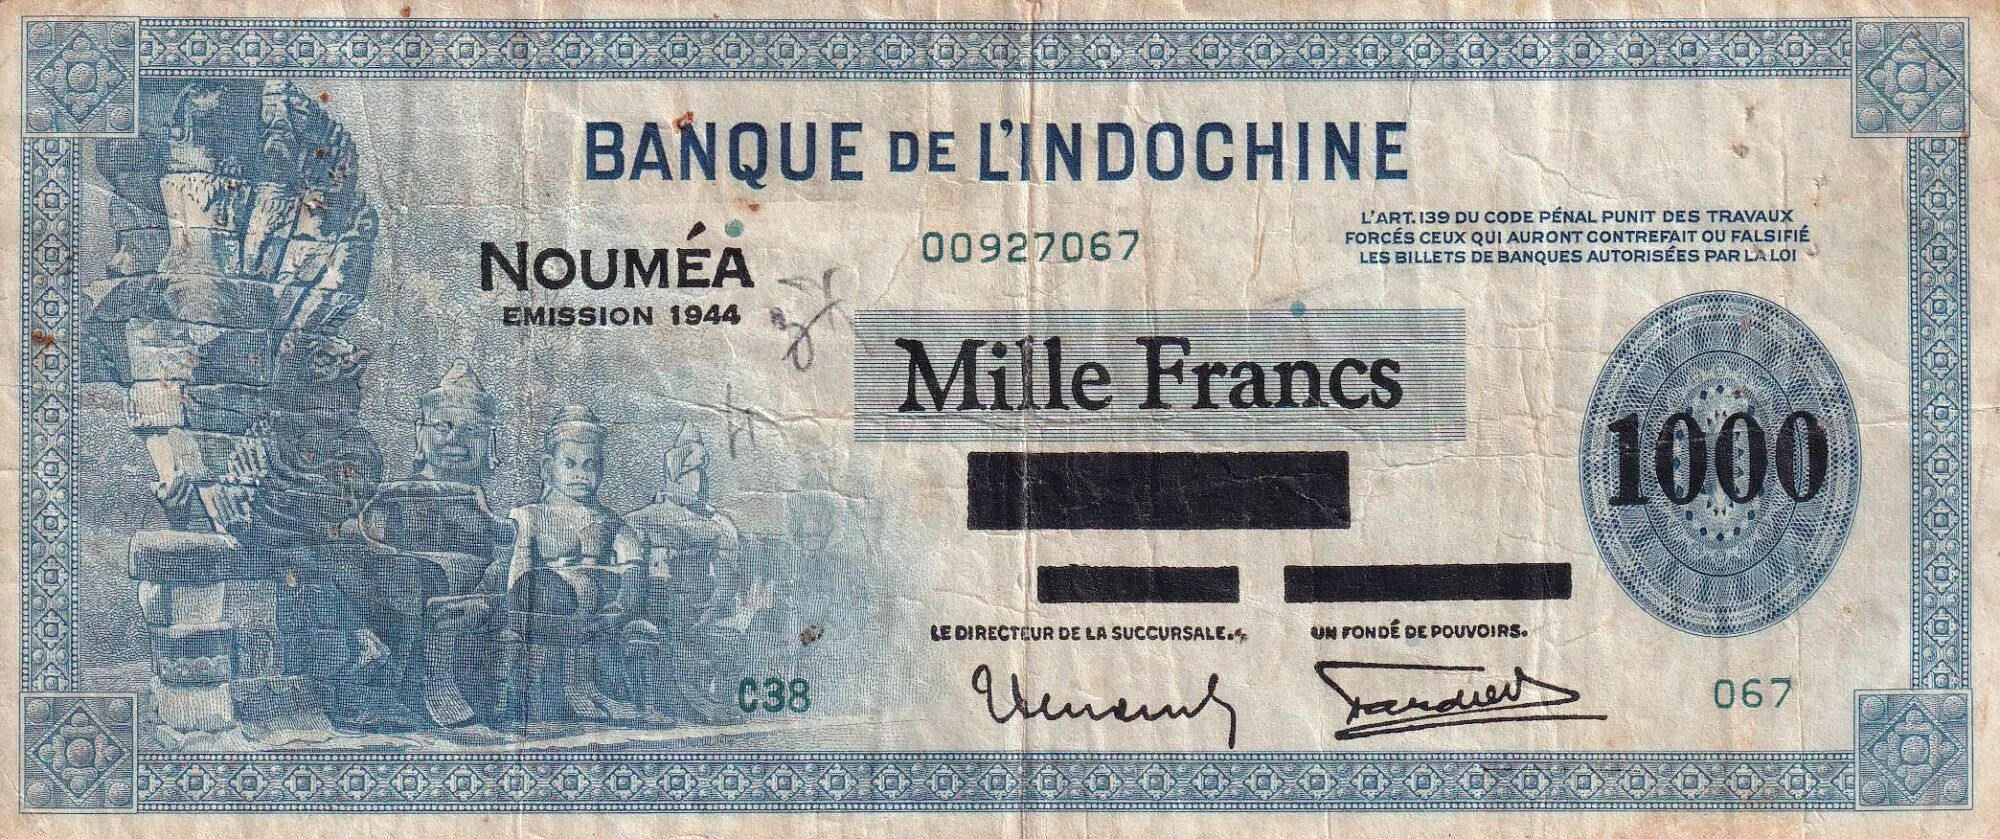 BANQUE DE L'INDOCHINE
NOUMÉA
EMISSION 1944
00927067
L'ART.139 DU CODE PÉNAL PUNIT DES TRAVAUX
FORCÉS CEUX QUI AURONT CONTREFAIT OU FALSIFIÉ
LES BILLETS DE BANQUES AUTORISÉES PAR LA LOI
Mille Francs
1000
LE DIRECTEUR DE LA SUCCURSALE.
UN FONDÉ DE POUVOIRS.
C38
067